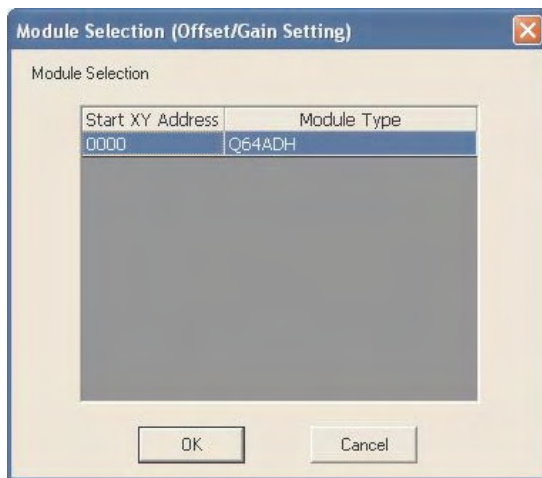 Module Selection (Offset/Gain Setting)
Module Selection
Start XY Address Module Type
0000 Q64ADH
OK Cancel